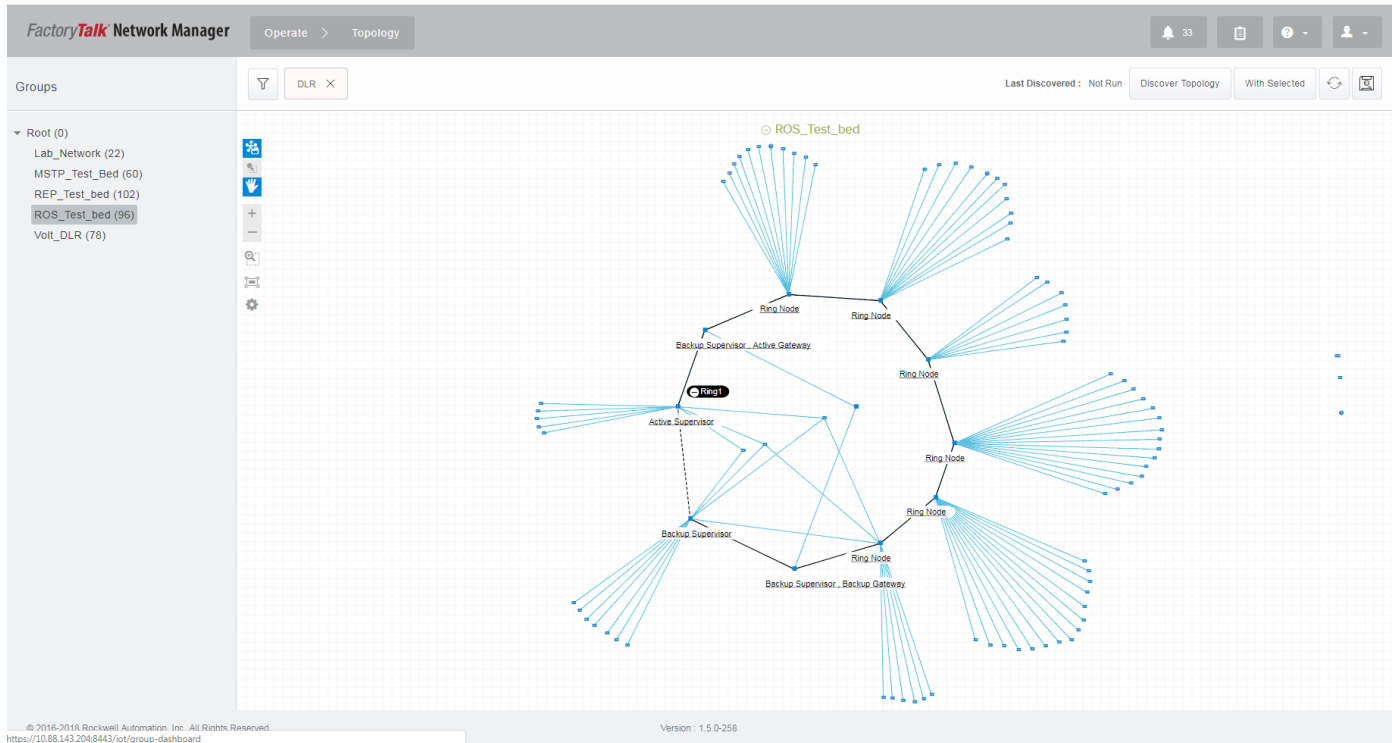 FactoryTalk Network Manager
Operate > Topology
33
Groups
DLR
Last Discovered : Not Run
Discover Topology
With Selected
Root (0)
Lab_Network (22)
MSTP_Test_Bed (60)
REP_Test_bed (102)
ROS_Test_bed (96)
Volt_DLR (78)
ROS_Test_bed
Ring Node
Ring Node
Backup Supervisor , Active Gateway
Ring Node
Ring1
Active Supervisor
Ring Node
Ring Node
Backup Supervisor
Ring Node
Backup Supervisor , Backup Gateway
© 2016-2018 Rockwell Automation, Inc. All Rights Reserved
Version : 1.5.0-258
https://10.88.143.204:8443/iot/group-dashboard